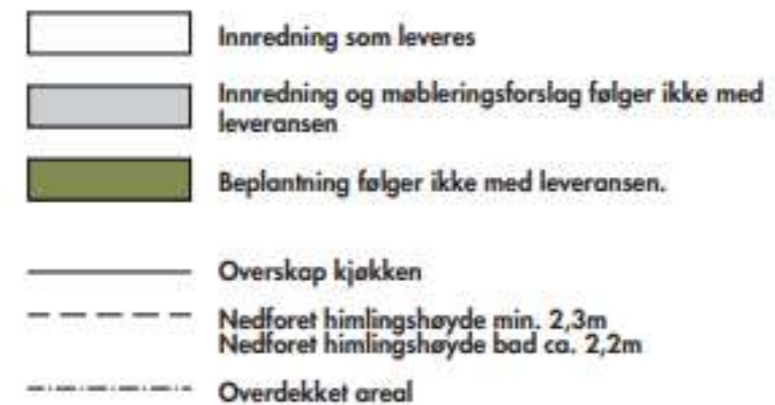 Innredning som leveres
Innredning og møbleringsforslag følger ikke med
leveransen
Beplantning følger ikke med leveransen.
Overskap kjøkken
Nedforet himlingshøyde min. 2,3m
Nedforet himlingshøyde bad ca. 2,2m
Overdekket areal